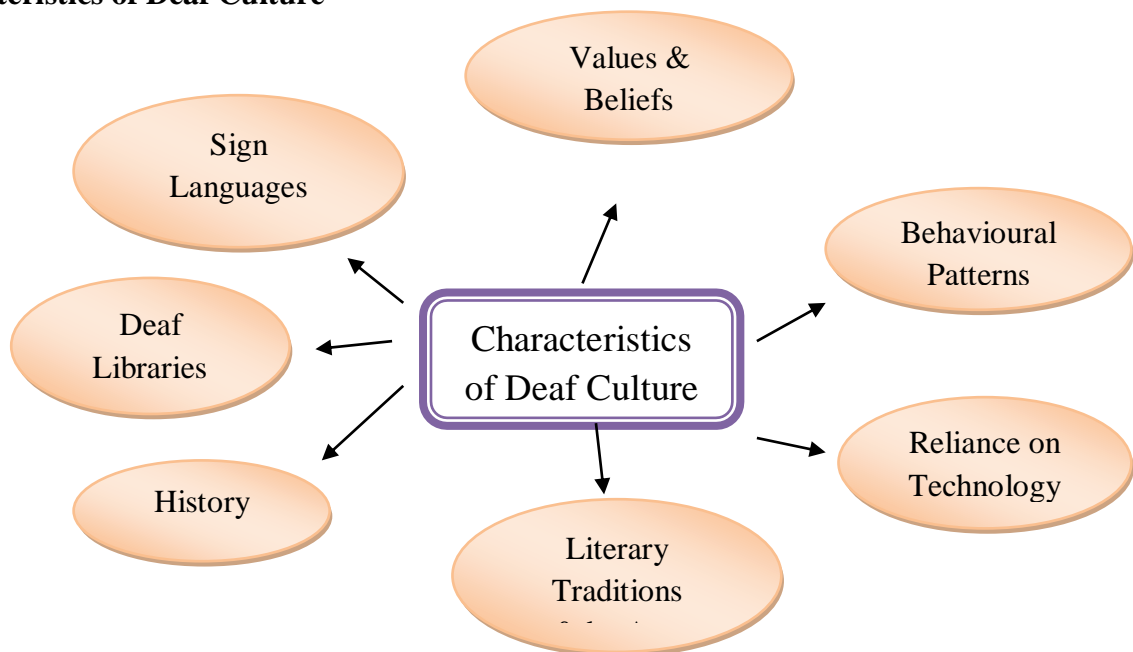 of Deaf Culture
Values &
Beliefs
Sign
Languages
Behavioural
Patterns
Deaf
Libraries
Characteristics
of Deaf Culture
Reliance on
Technology
History
Literary
Traditions